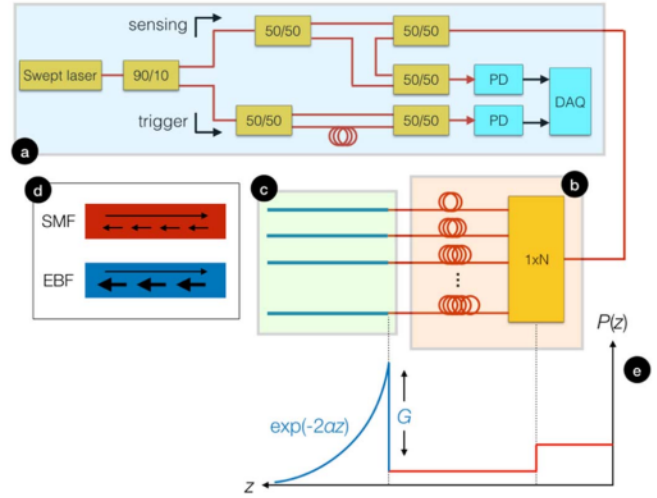 sensing
50/50
50/50
Swept laser
90/10
50/50
PD
DAQ
trigger
50/50
50/50
PD
a
d
SMF
EBF
c
b
1xN
...
P(z)
e
exp(-2αz)
G
z